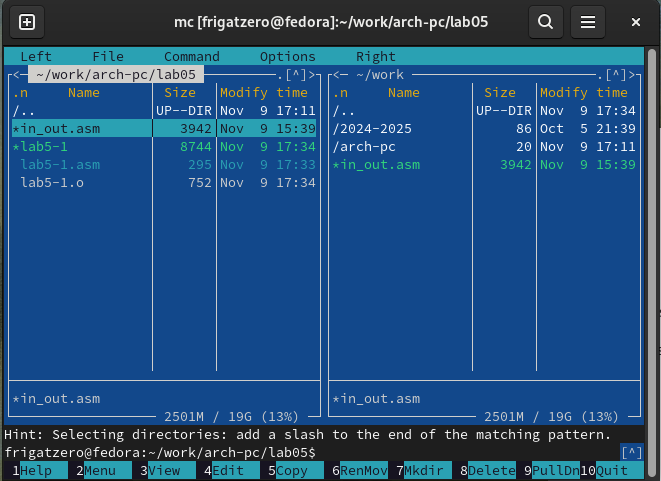 mc [frigatzero@fedora]:~/work/arch-pc/lab05
Left File Command Options Right
<— ~/work/arch-pc/lab05 .[^]>
.n Name Size Modify time
/.. UP--DIR Nov 9 17:11
*in_out.asm 3942 Nov 9 15:39
*lab5-1 8744 Nov 9 17:34
lab5-1.asm 295 Nov 9 17:33
lab5-1.o 752 Nov 9 17:34
*in_out.asm
2501M / 19G (13%)
<— ~/work .[^]>
.n Name Size Modify time
/.. UP--DIR Nov 9 17:34
/2024-2025 86 Oct 5 21:39
/arch-pc 20 Nov 9 17:11
*in_out.asm 3942 Nov 9 15:39
*in_out.asm
2501M / 19G (13%)
Hint: Selecting directories: add a slash to the end of the matching pattern.
frigatzero@fedora:~/work/arch-pc/lab05$ [^]
1Help 2Menu 3View 4Edit 5Copy 6RenMov 7Mkdir 8Delete 9PullDn 10Quit